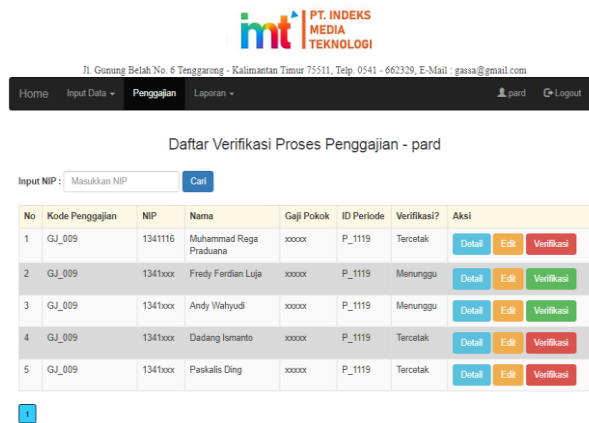 imt PT. INDEKS
MEDIA
TEKNOLOGI
Jl. Gunung Belah No. 6 Tenggarong - Kalimantan Timur 75511, Telp. 0541 - 662329, E-Mail : gassa@gmail.com
Home Input Data Penggajian Laporan pard Logout
Daftar Verifikasi Proses Penggajian - pard
Input NIP : Masukkan NIP Cari
No Kode Penggajian NIP Nama Gaji Pokok ID Periode Verifikasi? Aksi
1 GJ_009 1341116 Muhammad Rega xxxxx P_1119 Tercetak Detail Edit Verifikasi
Praduana
2 GJ_009 1341xxx Fredy Ferdian Luja xxxxx P_1119 Menunggu Detail Edit Verifikasi
3 GJ_009 1341xxx Andy Wahyudi xxxxx P_1119 Menunggu Detail Edit Verifikasi
4 GJ_009 1341xxx Dadang Ismanto xxxxx P_1119 Tercetak Detail Edit Verifikasi
5 GJ_009 1341xxx Paskalis Ding xxxxx P_1119 Tercetak Detail Edit Verifikasi
1